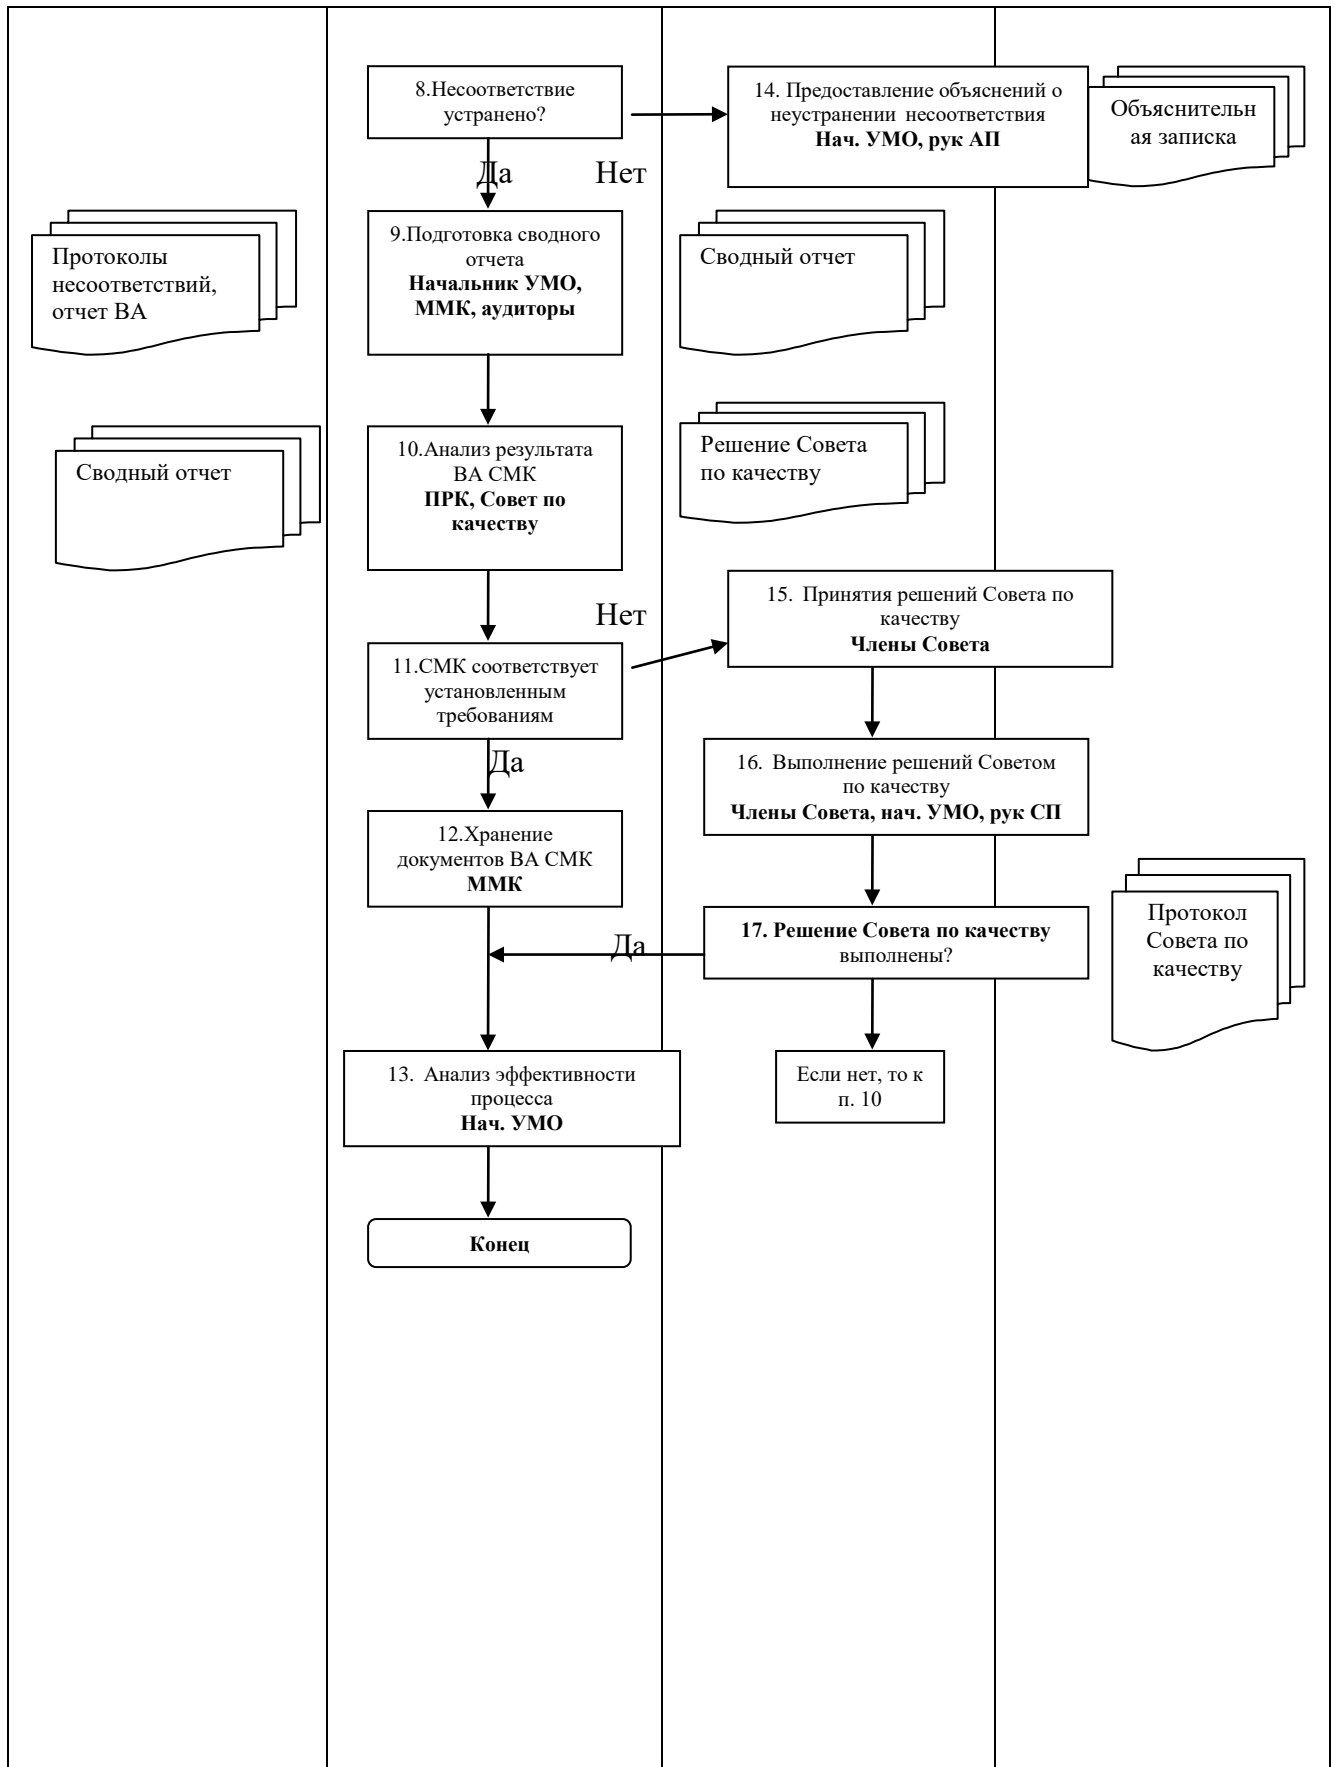 8.Несоответствие
устранено?
14. Предоставление объяснений о
неустранении несоответствия
Нач. УМО, рук АП
Объяснительн
ая записка
Да
Нет
Протоколы
несоответствий,
отчет ВА
9.Подготовка сводного
отчета
Начальник УМО,
ММК, аудиторы
Сводный отчет
Сводный отчет
10.Анализ результата
ВА СМК
ПРК, Совет по
качеству
Решение Совета
по качеству
Нет
15. Принятия решений Совета по
качеству
Члены Совета
11.СМК соответствует
установленным
требованиям
Да
16. Выполнение решений Советом
по качеству
Члены Совета, нач. УМО, рук СП
12.Хранение
документов ВА СМК
ММК
Да
17. Решение Совета по качеству
выполнены?
Протокол
Совета по
качеству
13. Анализ эффективности
процесса
Нач. УМО
Если нет, то к
п. 10
Конец